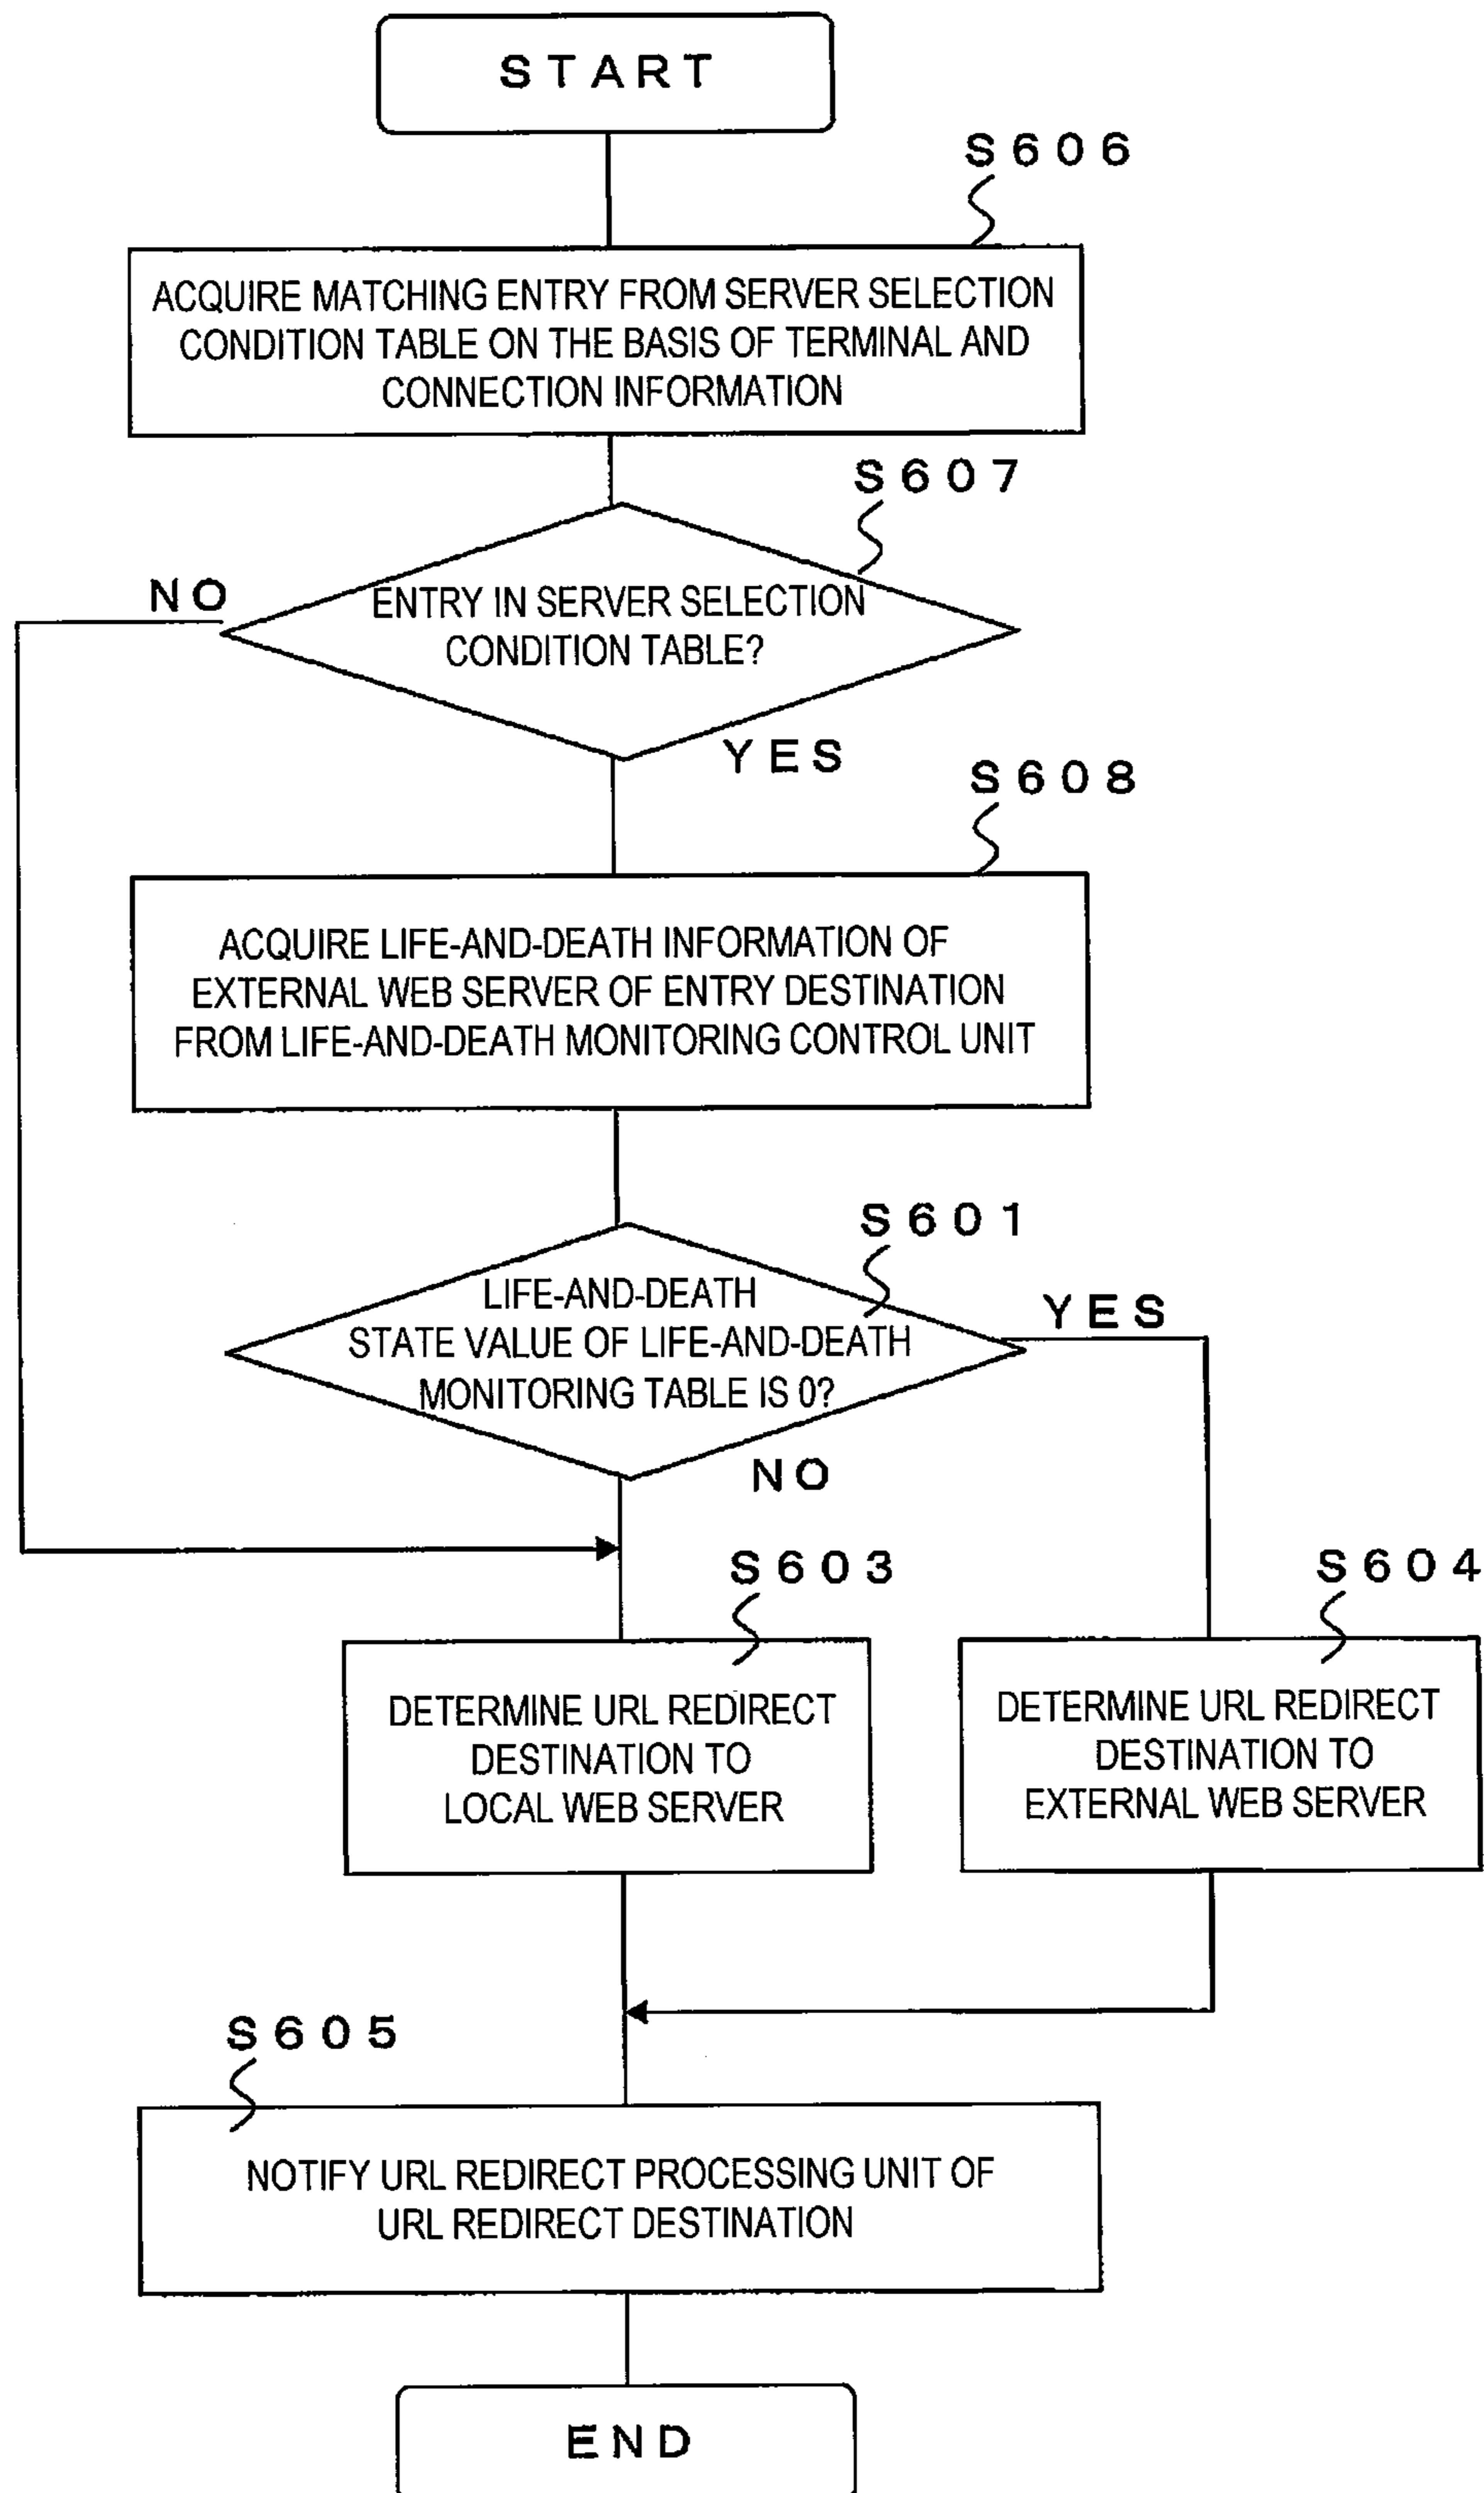 START
S606
ACQUIRE MATCHING ENTRY FROM SERVER SELECTION
CONDITION TABLE ON THE BASIS OF TERMINAL AND
CONNECTION INFORMATION
S607
NO
ENTRY IN SERVER SELECTION
CONDITION TABLE?
YES
S608
ACQUIRE LIFE-AND-DEATH INFORMATION OF
EXTERNAL WEB SERVER OF ENTRY DESTINATION
FROM LIFE-AND-DEATH MONITORING CONTROL UNIT
S601
LIFE-AND-DEATH
STATE VALUE OF LIFE-AND-DEATH
MONITORING TABLE IS 0?
YES
NO
S603
DETERMINE URL REDIRECT
DESTINATION TO
LOCAL WEB SERVER
S604
DETERMINE URL REDIRECT
DESTINATION TO
EXTERNAL WEB SERVER
S605
NOTIFY URL REDIRECT PROCESSING UNIT OF
URL REDIRECT DESTINATION
END